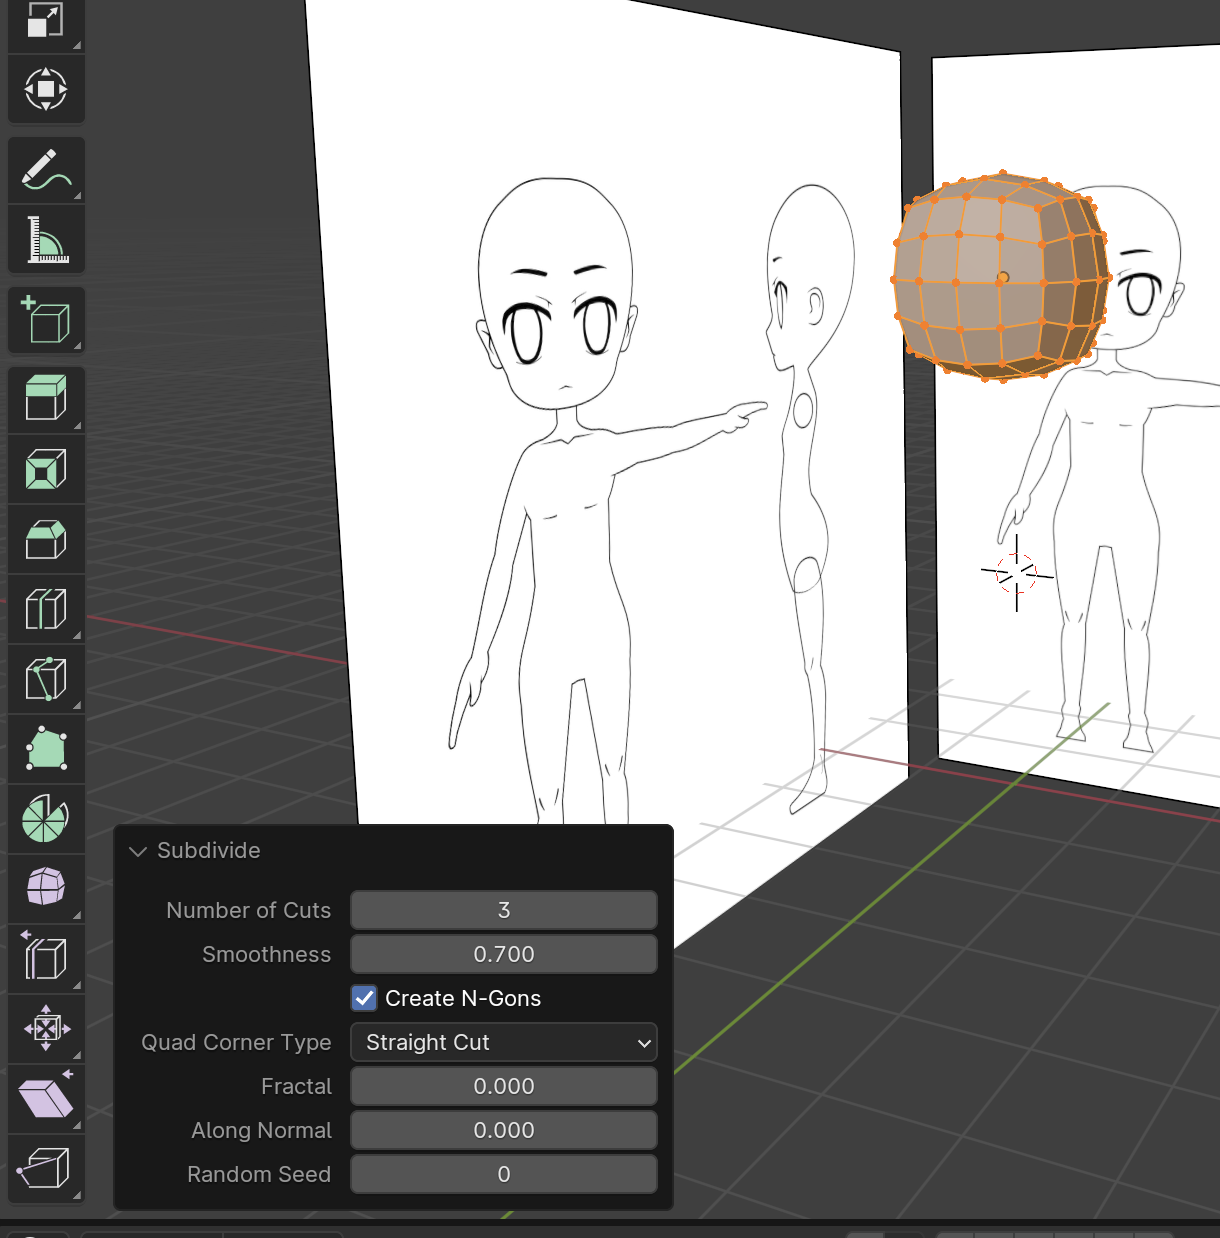 Subdivide
Number of Cuts 3
Smoothness 0.700
Create N-Gons
Quad Corner Type Straight Cut
Fractal 0.000
Along Normal 0.000
Random Seed 0